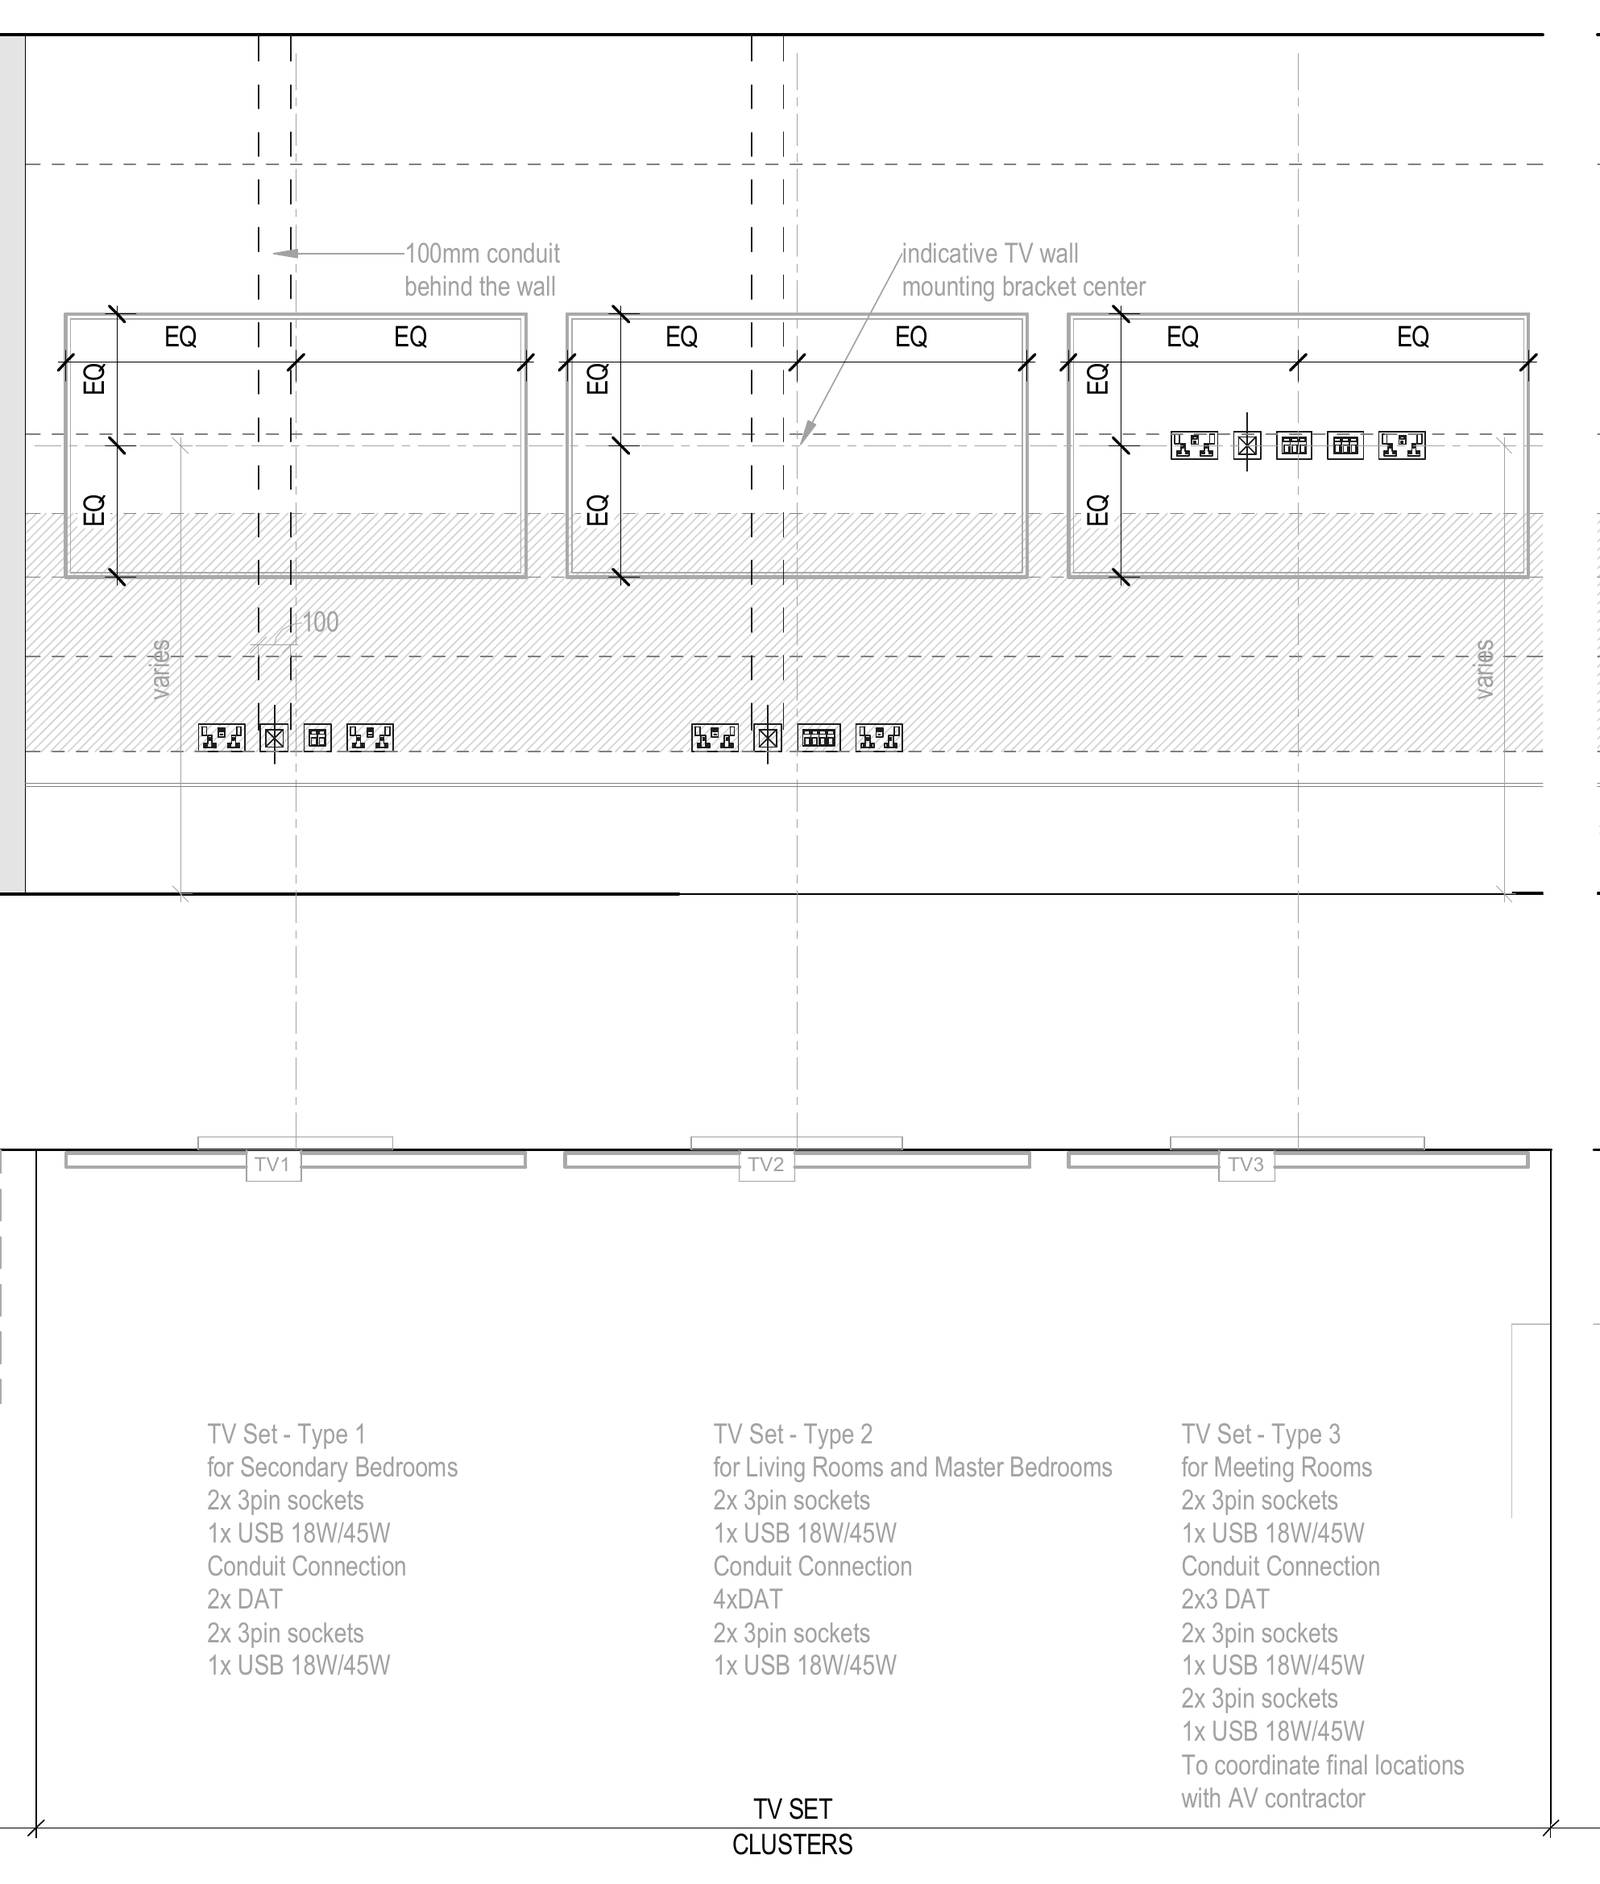 100mm conduit
behind the wall
indicative TV wall
mounting bracket center
EQ
EQ
EQ
EQ
EQ
EQ
EQ
EQ
EQ
EQ
EQ
EQ
100
varies
varies
TV1
TV2
TV3
TV Set - Type 1
for Secondary Bedrooms
2x 3pin sockets
1x USB 18W/45W
Conduit Connection
2x DAT
2x 3pin sockets
1x USB 18W/45W
TV Set - Type 2
for Living Rooms and Master Bedrooms
2x 3pin sockets
1x USB 18W/45W
Conduit Connection
4xDAT
2x 3pin sockets
1x USB 18W/45W
TV Set - Type 3
for Meeting Rooms
2x 3pin sockets
1x USB 18W/45W
Conduit Connection
2x3 DAT
2x 3pin sockets
1x USB 18W/45W
2x 3pin sockets
1x USB 18W/45W
To coordinate final locations
with AV contractor
TV SET
CLUSTERS